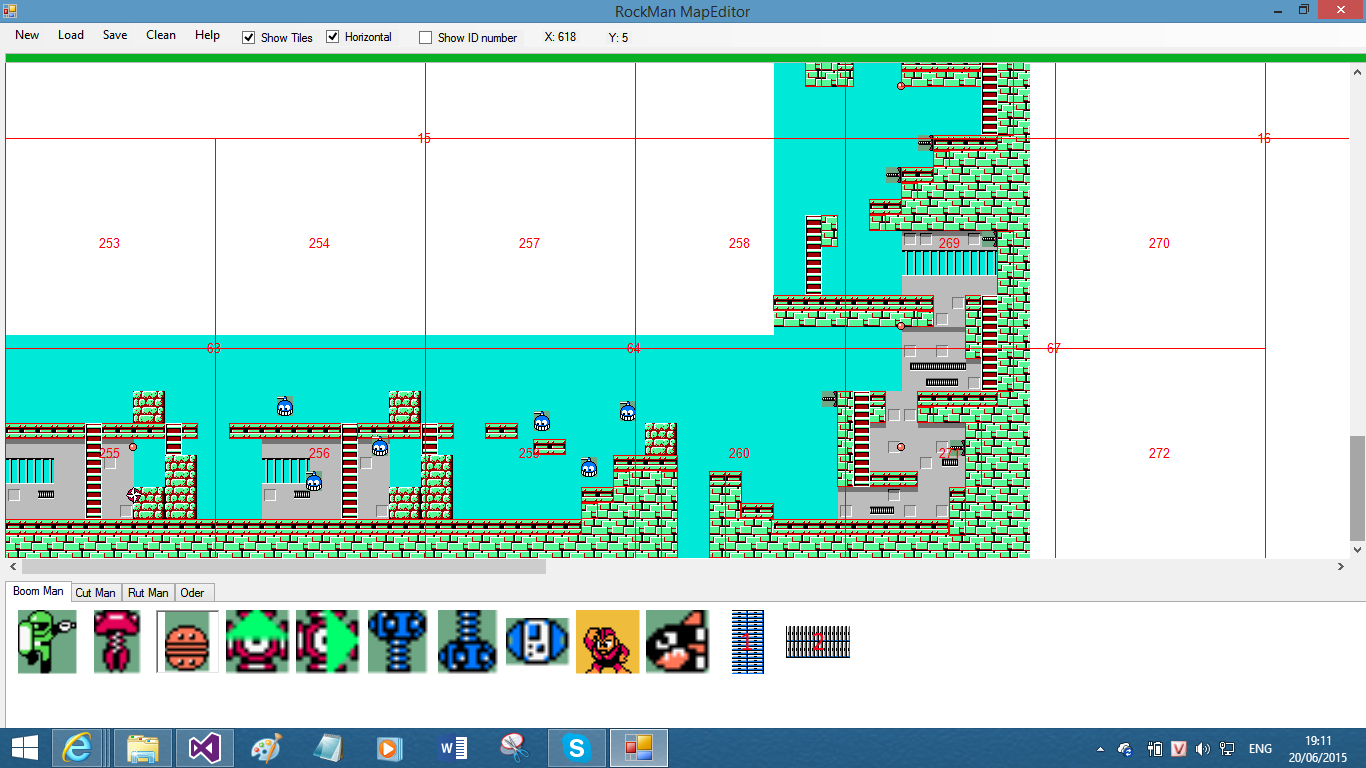 RockMan MapEditor
New Load Save Clean Help Show Tiles Horizontal Show ID number X: 618 Y: 5
15 16
253 254 257 258 269 270
63 64 67
255 256 259 260 272
Boom Man Cut Man Rut Man Oder
1 2
ENG
19:11
20/06/2015